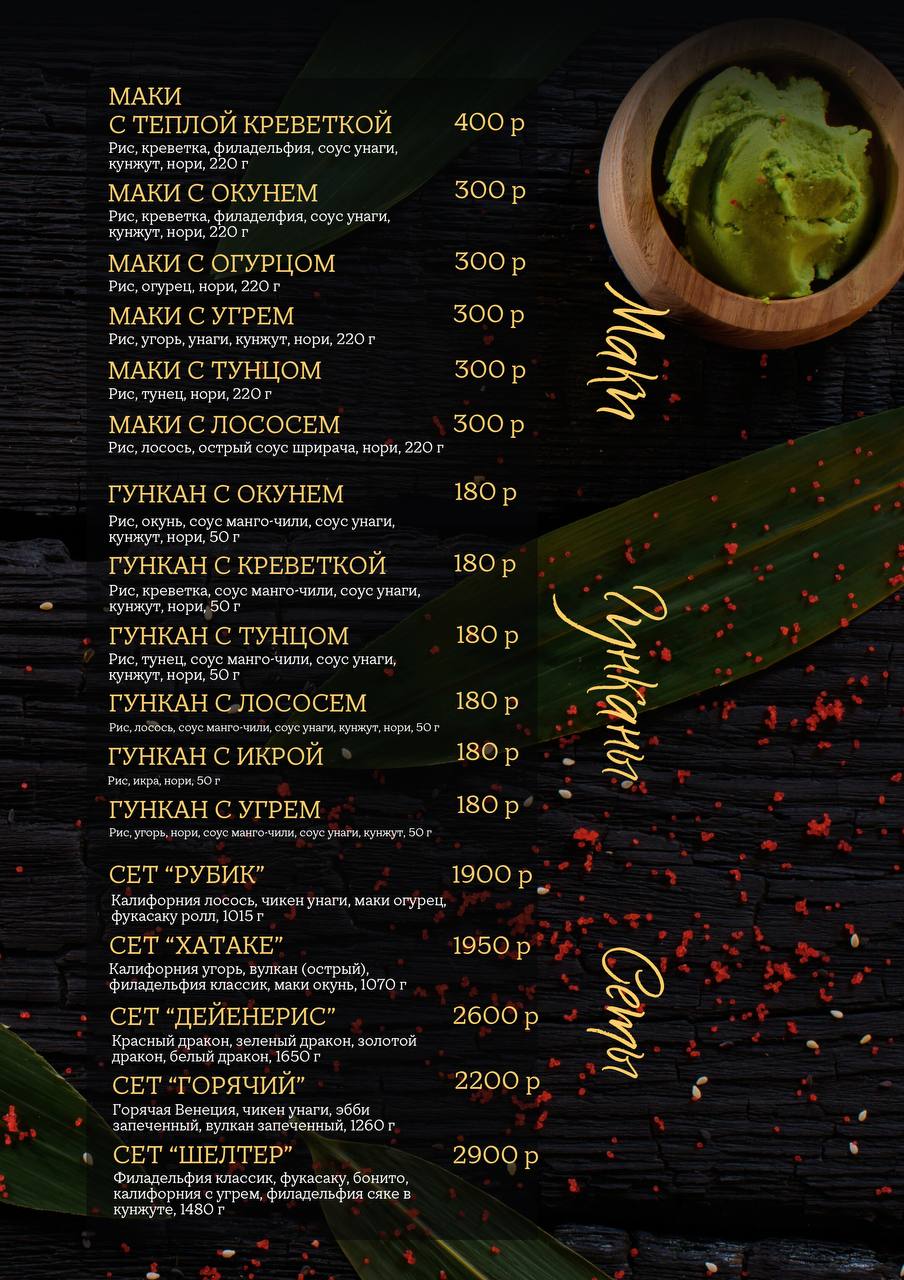 МАКИ
С ТЕПЛОЙ КРЕВЕТКОЙ 400 р
Рис, креветка, филадельфия, соус унаги,
кунжут, нори, 220 г
МАКИ С ОКУНЕМ 300 р
Рис, креветка, филаделфия, соус унаги,
кунжут, нори, 220 г
МАКИ С ОГУРЦОМ 300 р
Рис, огурец, нори, 220 г
МАКИ С УГРЕМ 300 р
Рис, угорь, унаги, кунжут, нори, 220 г
МАКИ С ТУНЦОМ 300 р
Рис, тунец, нори, 220 г
МАКИ С ЛОСОСЕМ 300 р
Рис, лосось, острый соус шрирача, нори, 220 г
Маки
ГУНКАН С ОКУНЕМ 180 р
Рис, окунь, соус манго-чили, соус унаги,
кунжут, нори, 50 г
ГУНКАН С КРЕВЕТКОЙ 180 р
Рис, креветка, соус манго-чили, соус унаги,
кунжут, нори, 50 г
ГУНКАН С ТУНЦОМ 180 р
Рис, тунец, соус манго-чили, соус унаги,
кунжут, нори, 50 г
ГУНКАН С ЛОСОСЕМ 180 р
Рис, лосось, соус манго-чили, соус унаги, кунжут, нори, 50 г
ГУНКАН С ИКРОЙ 180 р
Рис, икра, нори, 50 г
ГУНКАН С УГРЕМ 180 р
Рис, угорь, нори, соус манго-чили, соус унаги, кунжут, 50 г
Гунканы
СЕТ “РУБИК” 1900 р
Калифорния лосось, чикен унаги, маки огурец,
фукасаку ролл, 1015 г
СЕТ “ХАТАКЕ” 1950 р
Калифорния угорь, вулкан (острый),
филадельфия классик, маки окунь, 1070 г
СЕТ “ДЕЙЕНЕРИС” 2600 р
Красный дракон, зеленый дракон, золотой
дракон, белый дракон, 1650 г
СЕТ “ГОРЯЧИЙ” 2200 р
Горячая Венеция, чикен унаги, эбби
запеченный, вулкан запеченный, 1260 г
СЕТ “ШЕЛТЕР” 2900 р
Филадельфия классик, фукасаку, бонито,
калифорния с угрем, филадельфия сяке в
кунжуте, 1480 г
Сеты